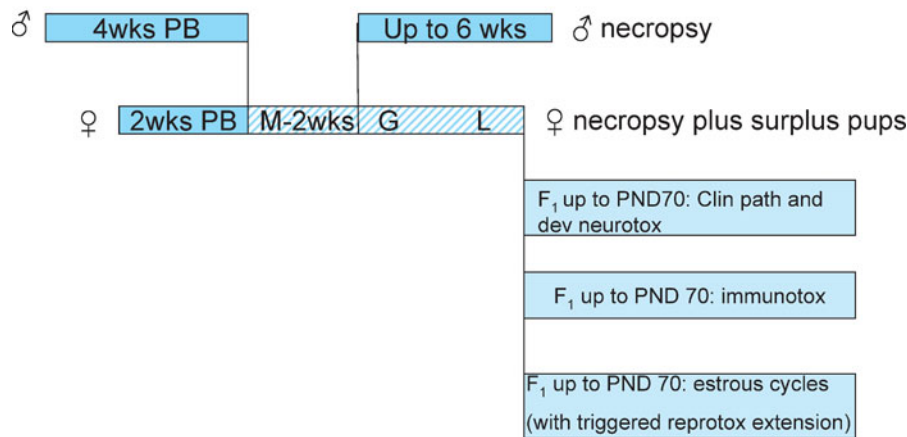 ♂ 4wks PB Up to 6 wks ♂ necropsy
♀ 2wks PB M-2wks G L ♀ necropsy plus surplus pups
F₁ up to PND70: Clin path and
dev neurotox
F₁ up to PND 70: immunotox
F₁ up to PND 70: estrous cycles
(with triggered reprotox extension)